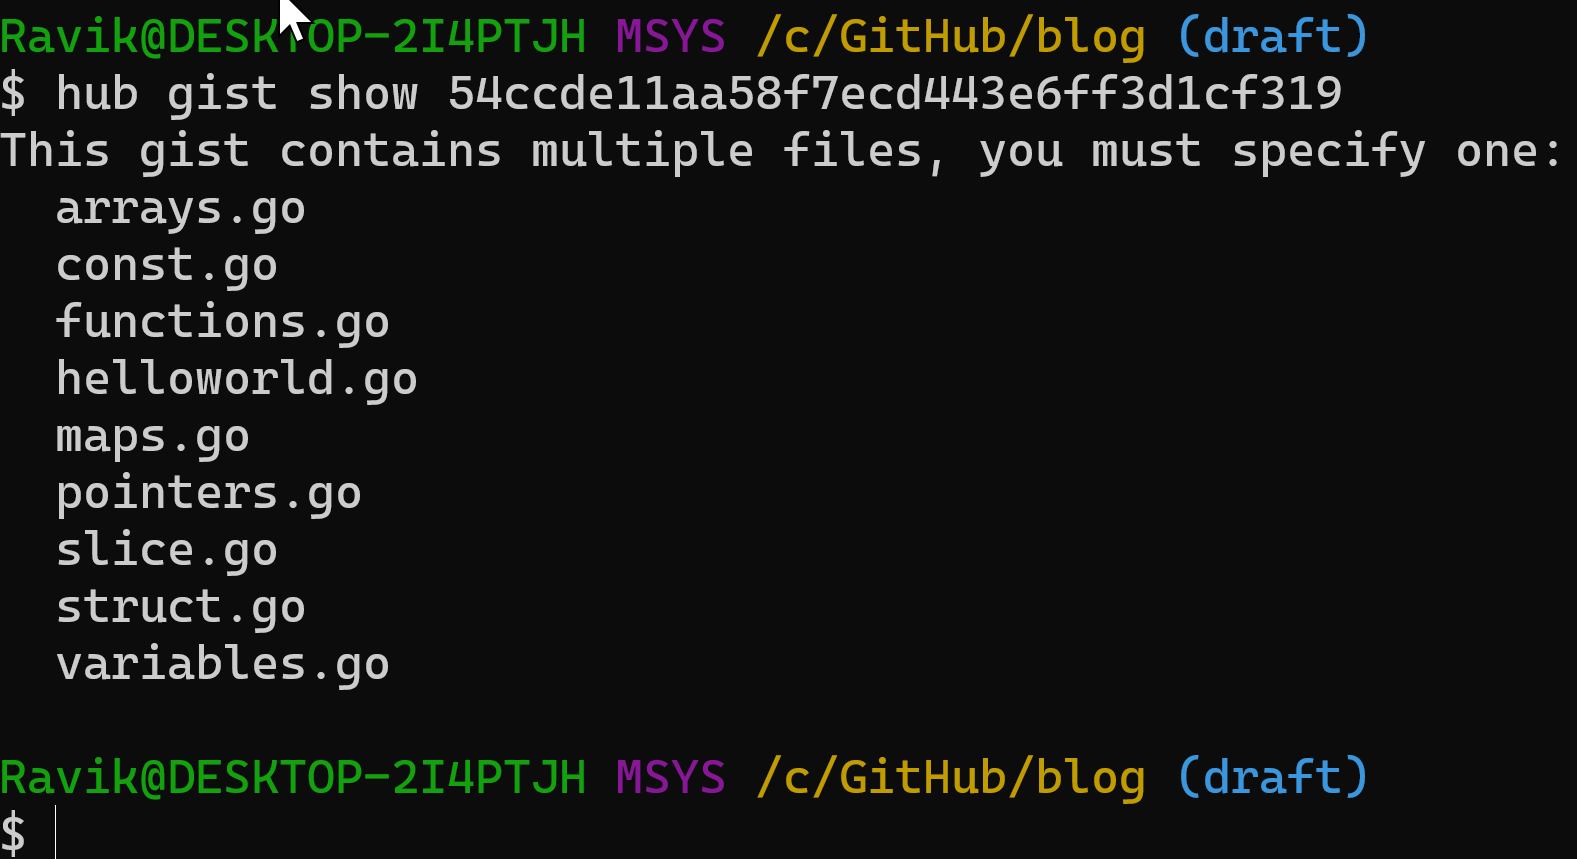 Ravik@DESKTOP-2I4PTJH MSYS /c/GitHub/blog (draft)
$ hub gist show 54ccde11aa58f7ecd443e6ff3d1cf319
This gist contains multiple files, you must specify one:
  arrays.go
  const.go
  functions.go
  helloworld.go
  maps.go
  pointers.go
  slice.go
  struct.go
  variables.go
Ravik@DESKTOP-2I4PTJH MSYS /c/GitHub/blog (draft)
$